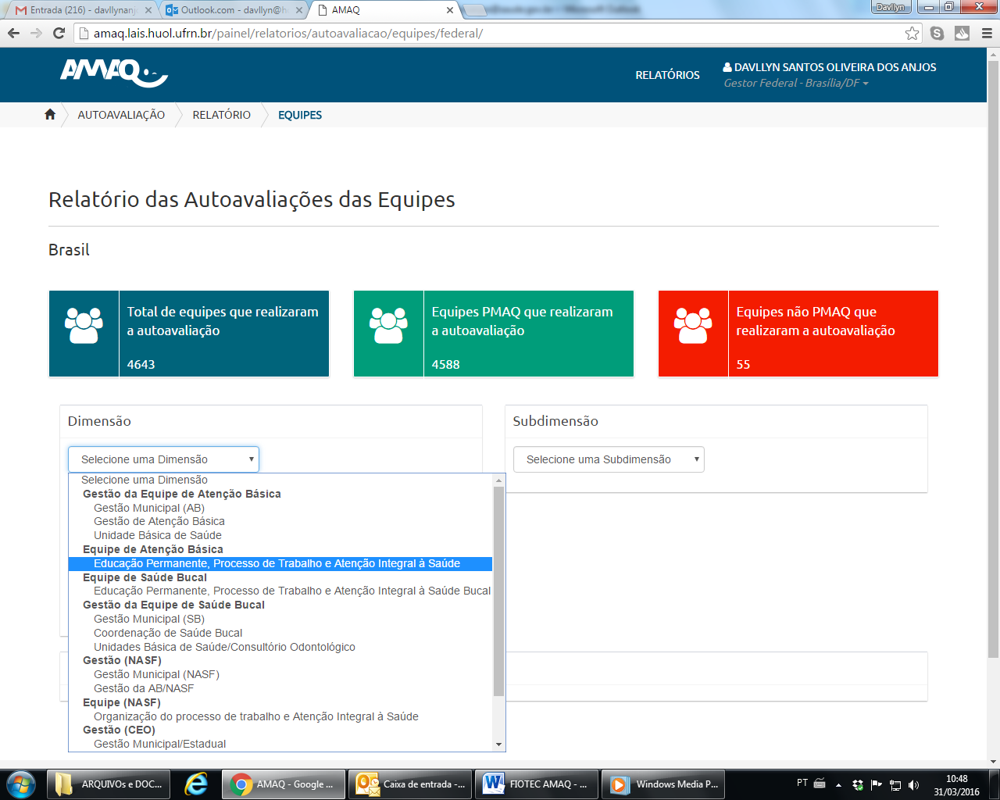 Entrada (216) - davllynanj
Outlook.com - davllyn@h
AMAQ
Davllyn
amaq.lais.huol.ufrn.br/painel/relatorios/autoavaliacao/equipes/federal/
AMAQ
RELATÓRIOS
DAVLLYN SANTOS OLIVEIRA DOS ANJOS
Gestor Federal - Brasília/DF
AUTOAVALIAÇÃO
RELATÓRIO
EQUIPES
Relatório das Autoavaliações das Equipes
Brasil
Total de equipes que realizaram
a autoavaliação
4643
Equipes PMAQ que realizaram
a autoavaliação
4588
Equipes não PMAQ que
realizaram a autoavaliação
55
Dimensão
Subdimensão
Selecione uma Dimensão
Selecione uma Subdimensão
Selecione uma Dimensão
Gestão da Equipe de Atenção Básica
Gestão Municipal (AB)
Gestão de Atenção Básica
Unidade Básica de Saúde
Equipe de Atenção Básica
Educação Permanente, Processo de Trabalho e Atenção Integral à Saúde
Equipe de Saúde Bucal
Educação Permanente, Processo de Trabalho e Atenção Integral à Saúde Bucal
Gestão da Equipe de Saúde Bucal
Gestão Municipal (SB)
Coordenação de Saúde Bucal
Unidades Básica de Saúde/Consultório Odontológico
Gestão (NASF)
Gestão Municipal (NASF)
Gestão da AB/NASF
Equipe (NASF)
Organização do processo de trabalho e Atenção Integral à Saúde
Gestão (CEO)
Gestão Municipal/Estadual
ARQUIVOs e DOC...
AMAQ - Google ...
Caixa de entrada -...
FIOTEC AMAQ - ...
Windows Media P...
PT
10:48
31/03/2016